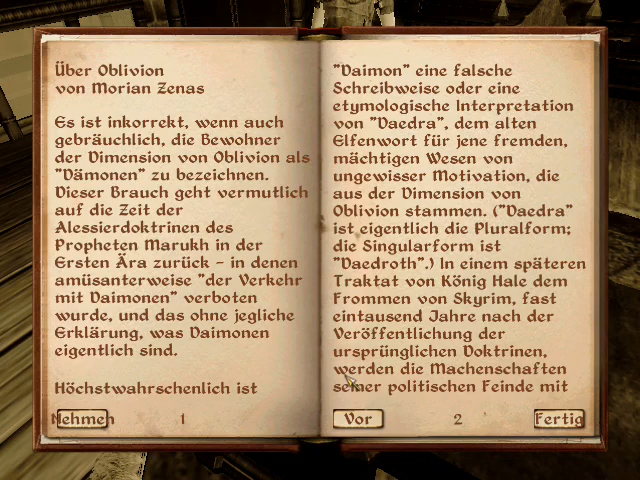 Über Oblivion
von Morian Zenas
Es ist inkorrekt, wenn auch
gebräuchlich, die Bewohner
der Dimension von Oblivion als
"Dämonen" zu bezeichnen.
Dieser Brauch geht vermutlich
auf die Zeit der
Alessierdoktrinen des
Propheten Marukh in der
Ersten Ära zurück - in denen
amüsanterweise "der Verkehr
mit Daimonen" verboten
wurde, und das ohne jegliche
Erklärung, was Daimonen
eigentlich sind.
Höchstwahrschenlich ist
"Daimon" eine falsche
Schreibweise oder eine
etymologische Interpretation
von "Daedra", dem alten
Elfenwort für jene fremden,
mächtigen Wesen von
ungewisser Motivation, die
aus der Dimension von
Oblivion stammen. ("Daedra"
ist eigentlich die Pluralform;
die Singularform ist
"Daedroth".) In einem späteren
Traktat von König Hale dem
Frommen von Skyrim, fast
eintausend Jahre nach der
Veröffentlichung der
ursprünglichen Doktrinen,
werden die Machenschaften
seiner politischen Feinde mit
Nehmen 1 Vor 2 Fertig